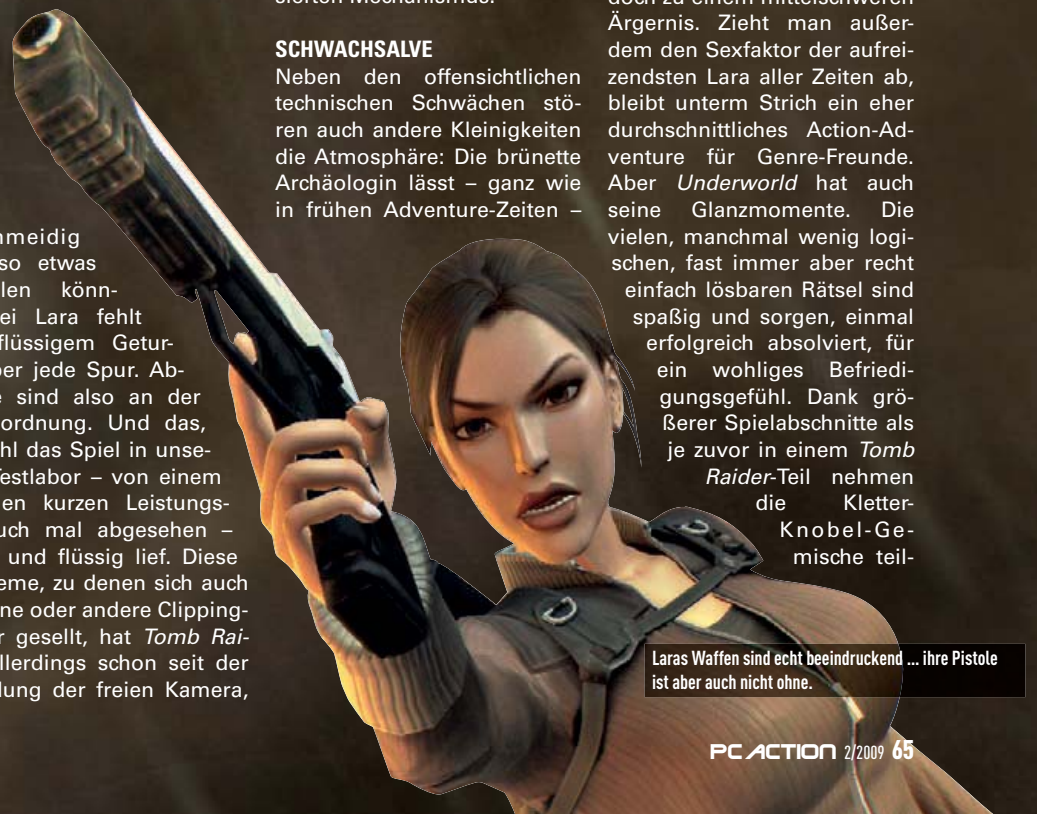 nmeidig
so etwas
len könn-
ei Lara fehlt
flüssigem Getur-
per jede Spur. Ab-
e sind also an der
ordnung. Und das,
hl das Spiel in unse-
Testlabor – von einem
en kurzen Leistungs-
uch mal abgesehen –
und flüssig lief. Diese
eme, zu denen sich auch
ne oder andere Clipping-
r gesellt, hat Tomb Rai-
llerdings schon seit der
lung der freien Kamera,
sierten Mechanismus.
SCHWACHSALVE
Neben den offensichtlichen
technischen Schwächen stö-
ren auch andere Kleinigkeiten
die Atmosphäre: Die brünette
Archäologin lässt – ganz wie
in frühen Adventure-Zeiten –
doch zu einem mittelschweren
Ärgernis. Zieht man außer-
dem den Sexfaktor der aufrei-
zendsten Lara aller Zeiten ab,
bleibt unterm Strich ein eher
durchschnittliches Action-Ad-
venture für Genre-Freunde.
Aber Underworld hat auch
seine Glanzmomente. Die
vielen, manchmal wenig logi-
schen, fast immer aber recht
einfach lösbaren Rätsel sind
spaßig und sorgen, einmal
erfolgreich absolviert, für
ein wohliges Befriedi-
gungsgefühl. Dank grö-
ßerer Spielabschnitte als
je zuvor in einem Tomb
Raider-Teil nehmen
die Kletter-
Knobel-Ge-
mische teil-
Laras Waffen sind echt beeindruckend ... ihre Pistole
ist aber auch nicht ohne.
PC ACTION 2/2009 65